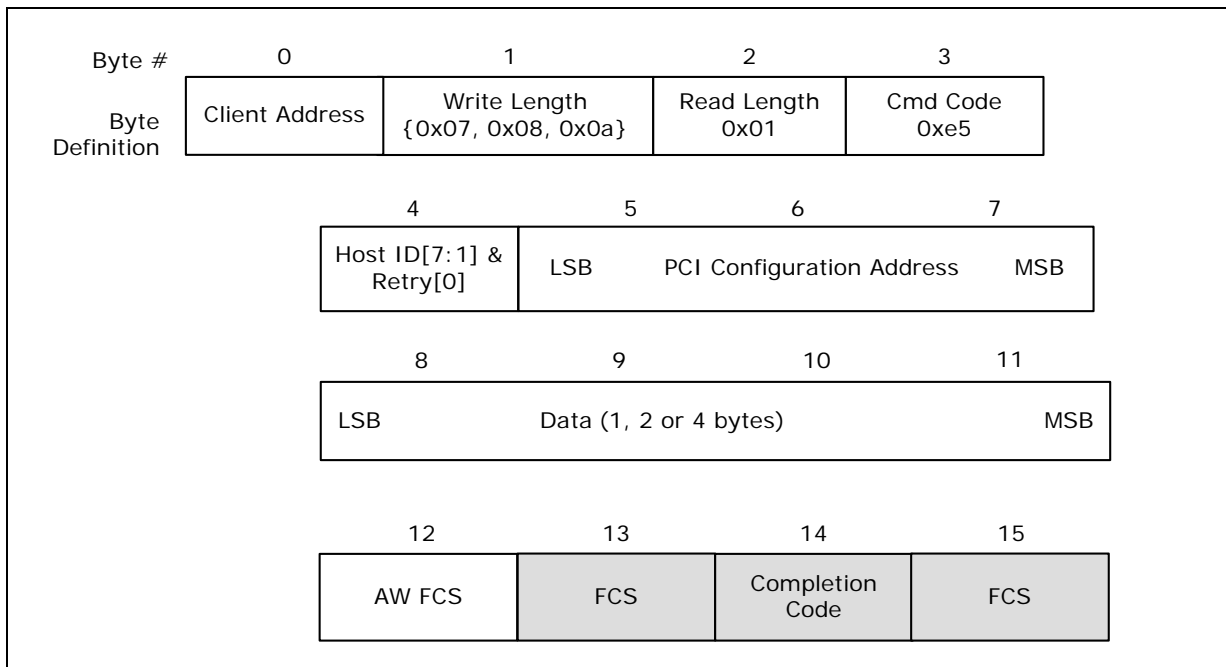 Byte # 0 1 2 3
Byte Definition
Client Address
Write Length
{0x07, 0x08, 0x0a}
Read Length
0x01
Cmd Code
0xe5
4 5 6 7
Host ID[7:1] &
Retry[0]
LSB PCI Configuration Address MSB
8 9 10 11
LSB Data (1, 2 or 4 bytes) MSB
12 13 14 15
AW FCS
FCS
Completion
Code
FCS